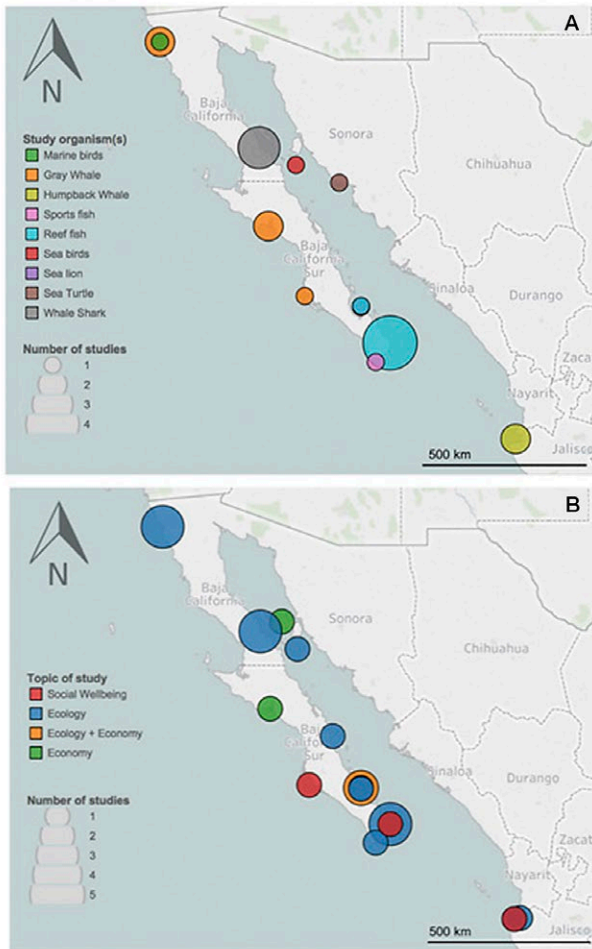 A
N
Baja
California
Sonora
Chihuahua
Study organism(s)
Marine birds
Gray Whale
Humpback Whale
Sports fish
Reef fish
Sea birds
Sea lion
Sea Turtle
Whale Shark
Baja
California
Sur
Sinaloa
Durango
Number of studies
1
2
3
4
Zacat
Nayarit
Jalisco
500 km
B
N
Baja
California
Sonora
Chihuahua
Topic of study
Social Wellbeing
Ecology
Ecology + Economy
Economy
Baja
California
Sur
Sinaloa
Durango
Number of studies
1
2
3
4
5
Zacat
Nayarit
Jalisco
500 km